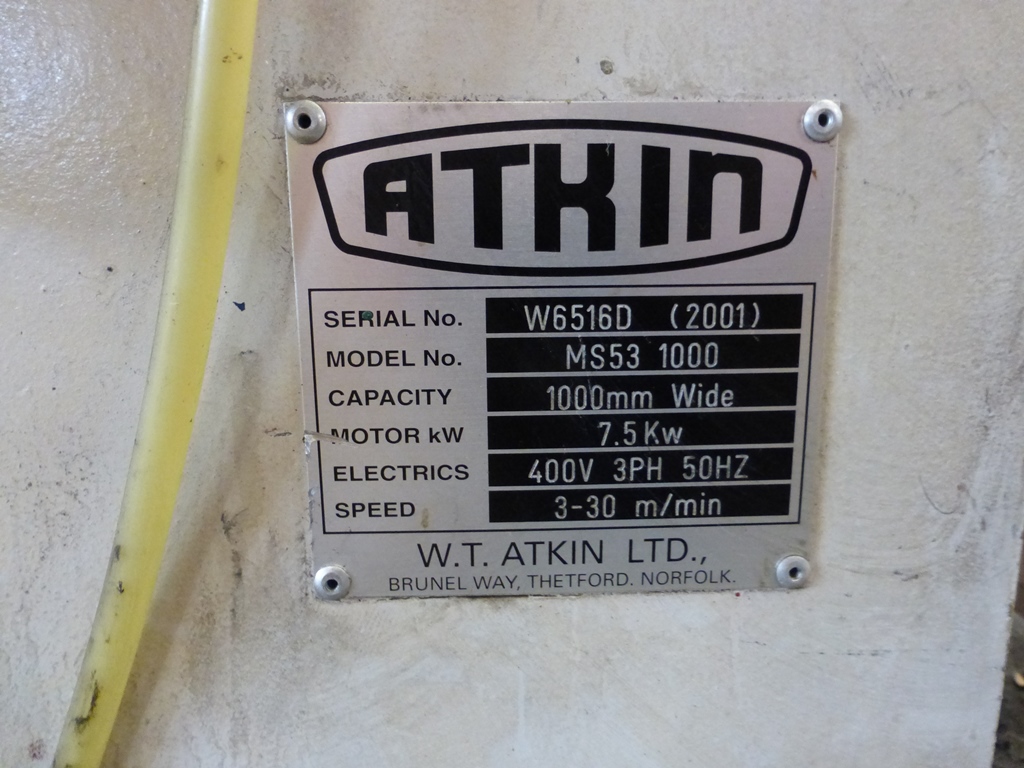 ATKIN
SERIAL No. W6516D (2001)
MODEL No. MS53 1000
CAPACITY 1000mm Wide
MOTOR kW 7.5Kw
ELECTRICS 400V 3PH 50HZ
SPEED 3-30 m/min
W.T. ATKIN LTD.,
BRUNEL WAY, THETFORD. NORFOLK.